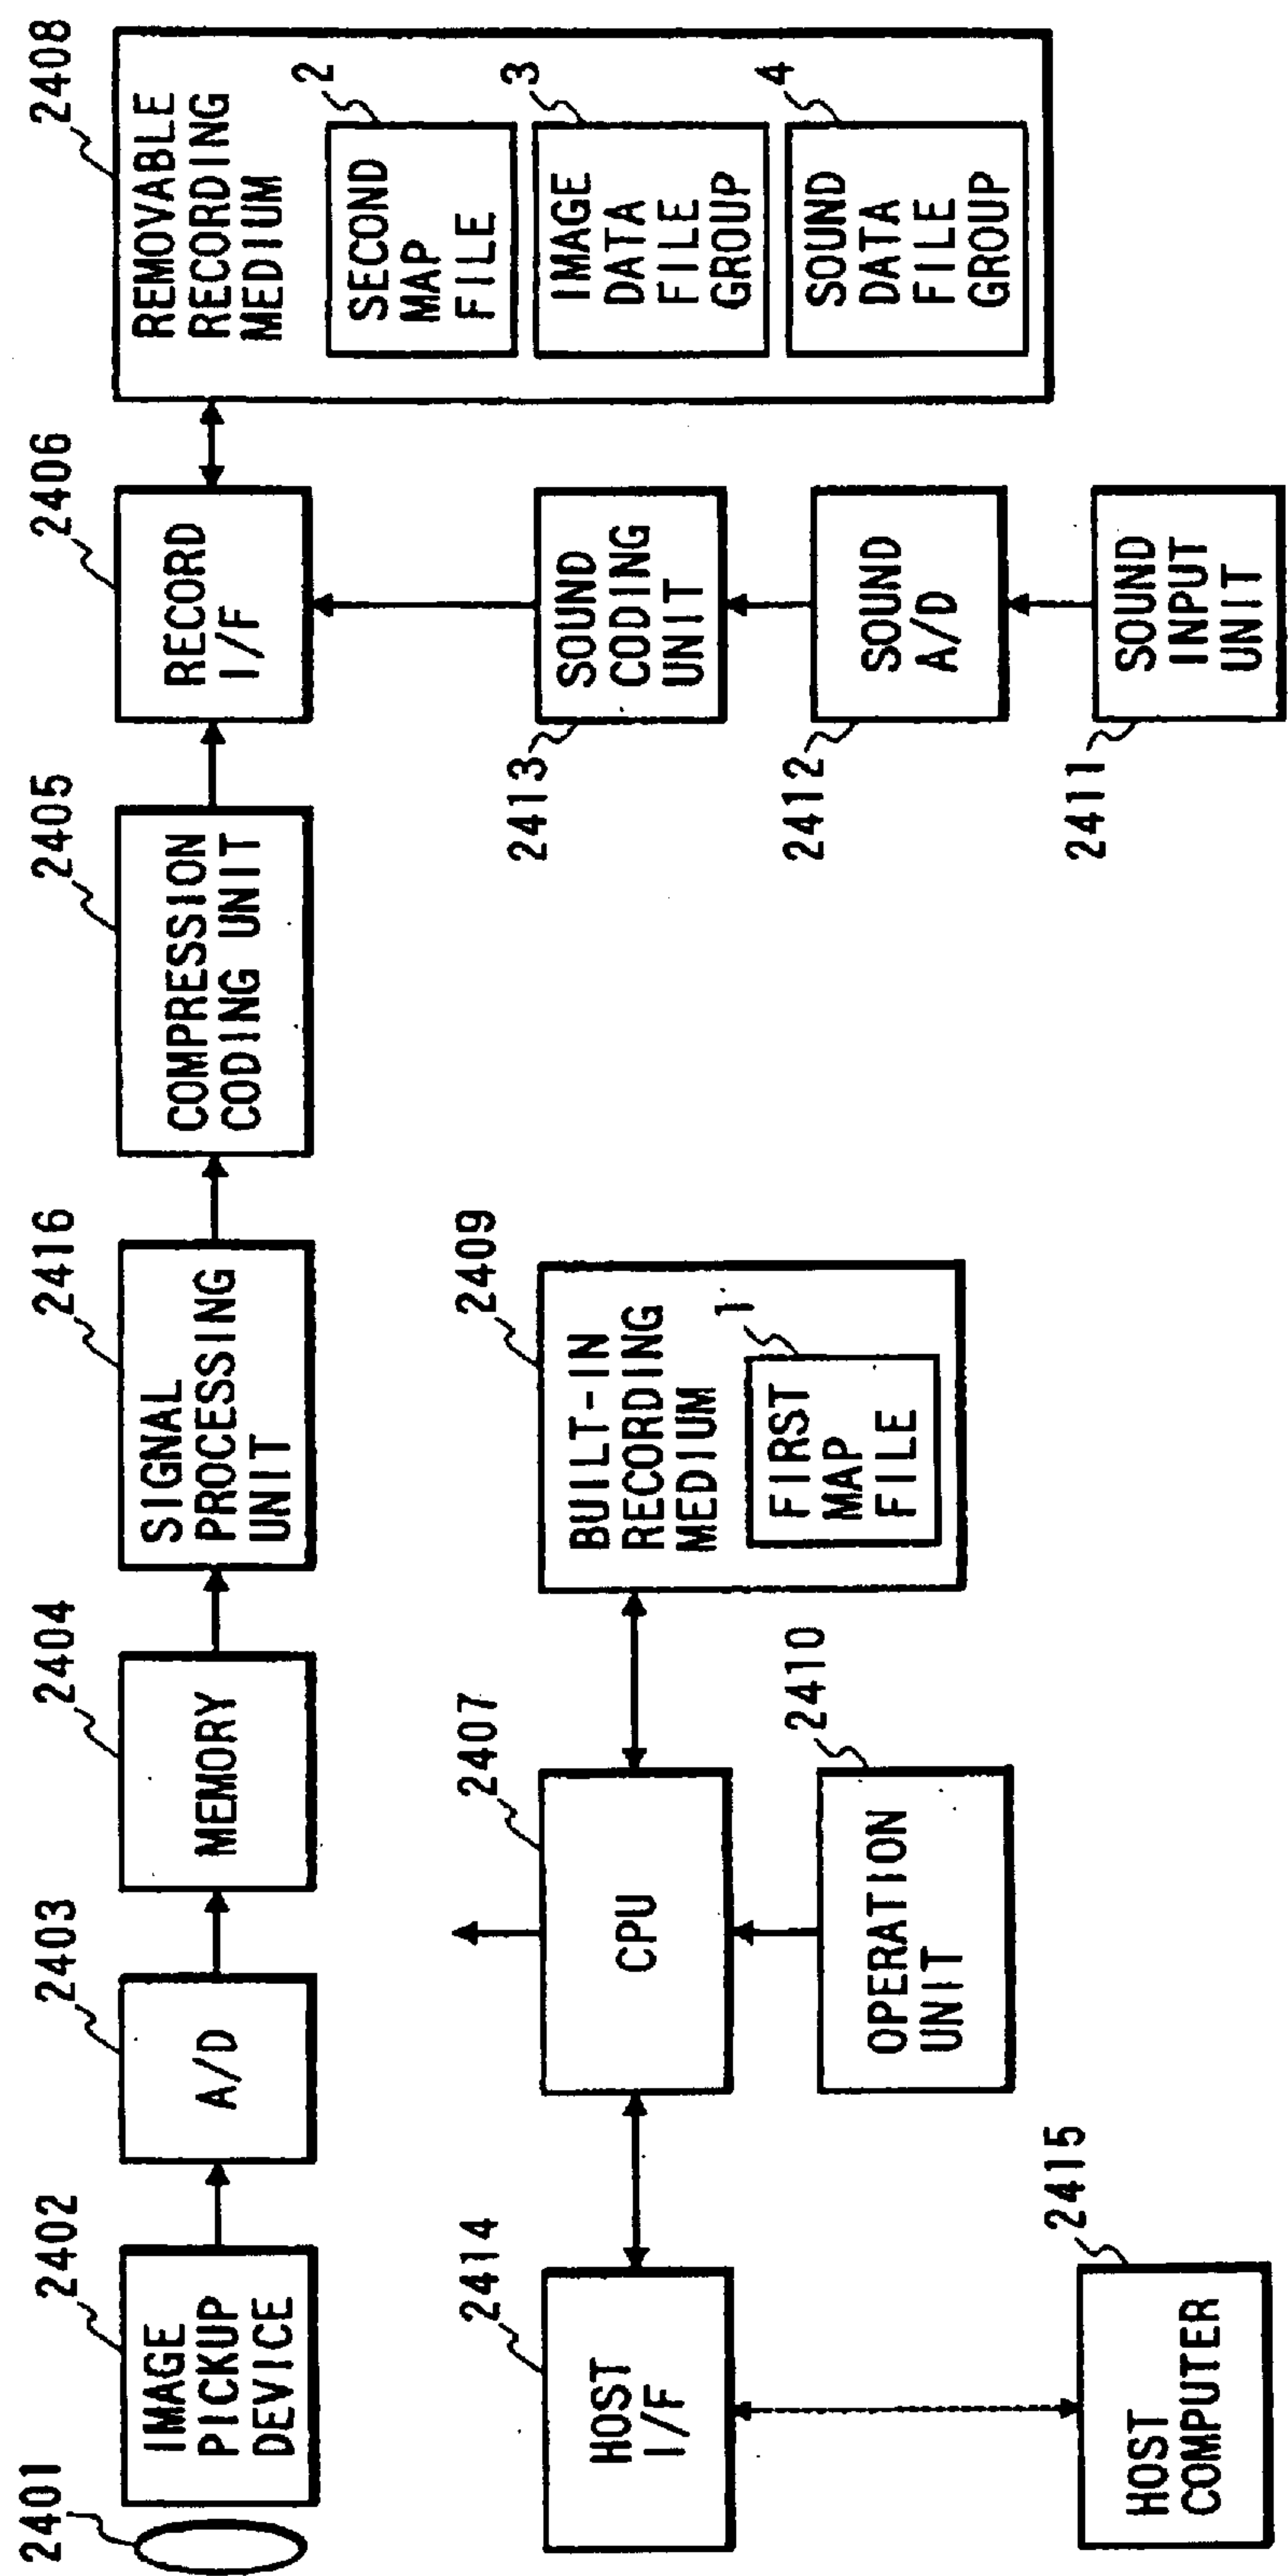 2401
2402
IMAGE
PICKUP
DEVICE
2403
A/D
2404
MEMORY
2416
SIGNAL
PROCESSING
UNIT
2405
COMPRESSION
CODING UNIT
2406
RECORD
I/F
2408
REMOVABLE
RECORDING
MEDIUM
2
SECOND
MAP
FILE
3
IMAGE
DATA
FILE
GROUP
4
SOUND
DATA
FILE
GROUP
2414
HOST
I/F
2407
CPU
2409
BUILT-IN
RECORDING
MEDIUM
1
FIRST
MAP
FILE
2413
SOUND
CODING
UNIT
2410
OPERATION
UNIT
2412
SOUND
A/D
2415
HOST
COMPUTER
2411
SOUND
INPUT
UNIT